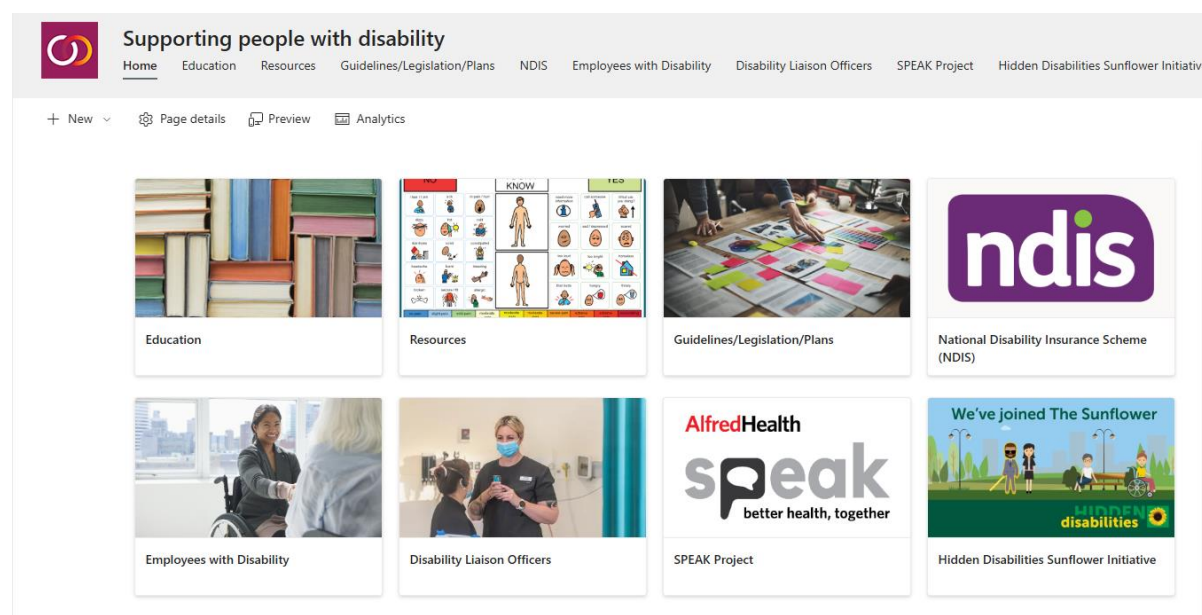 Supporting people with disability
Home Education Resources Guidelines/Legislation/Plans NDIS Employees with Disability Disability Liaison Officers SPEAK Project Hidden Disabilities Sunflower
+ New Page details Preview Analytics
KNOW
YES
Education
Resources
Guidelines/Legislation/Plans
ndis
National Disability Insurance Scheme
(NDIS)
Employees with Disability
Disability Liaison Officers
AlfredHealth
speak
better health, together
SPEAK Project
We've joined The Sunflower
HIDDEN
disabilities
Hidden Disabilities Sunflower Initiative